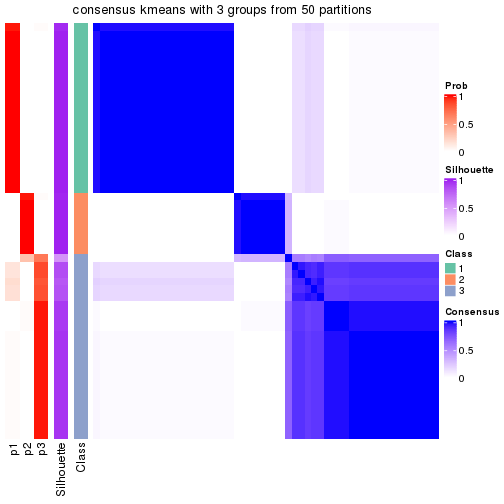 consensus kmeans with 3 groups from 50 partitions
Prob
1
0.5
0
Silhouette
1
0.5
0
Class
1
2
3
Consensus
1
0.5
0
p1
p2
p3
Silhouette
Class